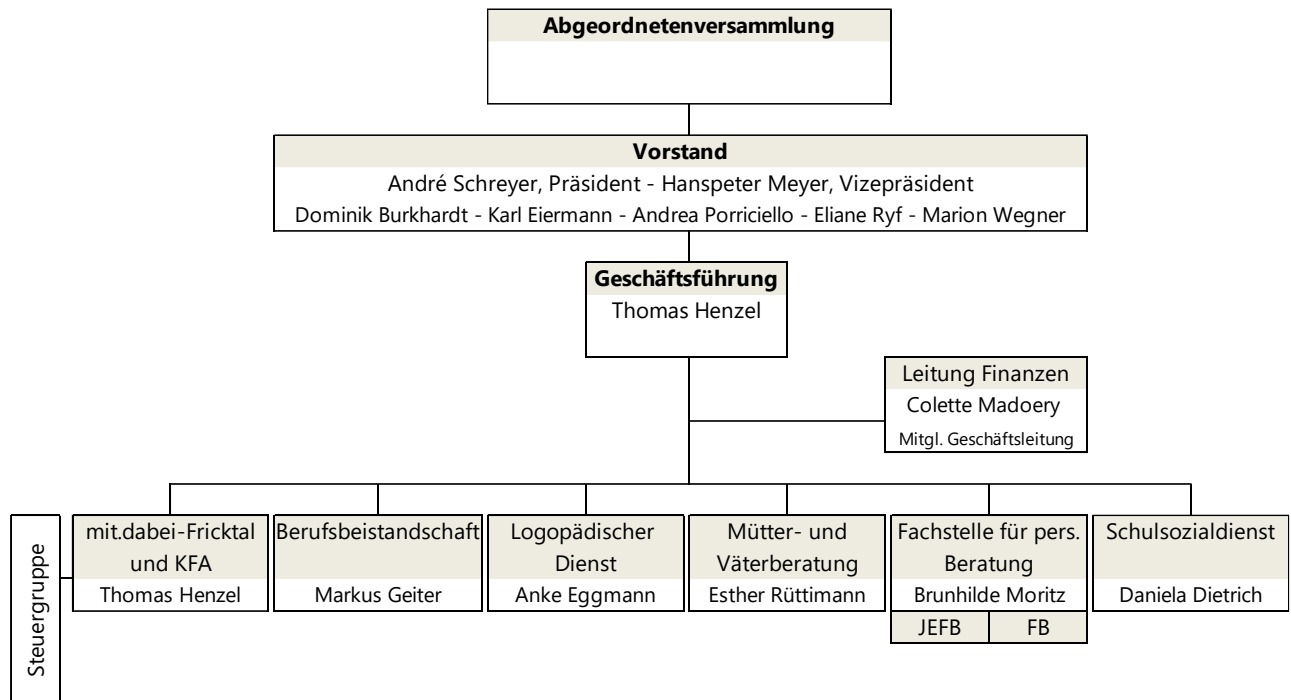 Abgeordnetenversammlung
Vorstand
André Schreyer, Präsident - Hanspeter Meyer, Vizepräsident
Dominik Burkhardt - Karl Eiermann - Andrea Porriciello - Eliane Ryf - Marion Wegner
Geschäftsführung
Thomas Henzel
Leitung Finanzen
Colette Madoery
Mitgl. Geschäftsleitung
Steuergruppe
mit.dabei-Fricktal
und KFA
Thomas Henzel
Berufsbeistandschaft
Markus Geiter
Logopädischer
Dienst
Anke Eggmann
Mütter- und
Väterberatung
Esther Rüttimann
Fachstelle für pers.
Beratung
Brunhilde Moritz
JEFB
FB
Schulsozialdienst
Daniela Dietrich